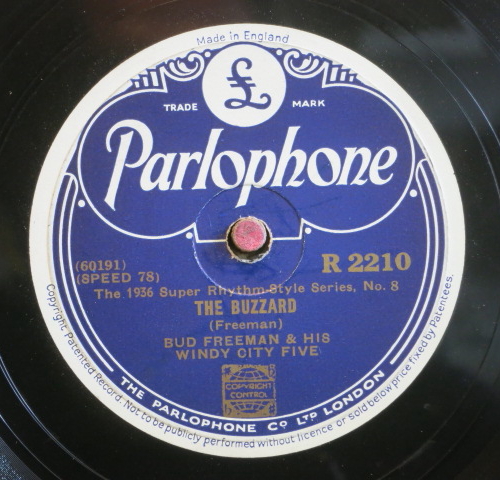 Made in England
£
TRADE MARK
Parlophone
(60191)
(SPEED 78)
R 2210
The 1936 Super Rhythm-Style Series, No. 8
THE BUZZARD
(Freeman)
BUD FREEMAN & HIS
WINDY CITY FIVE
COPYRIGHT
CONTROL
THE PARLOPHONE CO LTD LONDON
Copyright. Patented Record. Not to be publicly performed without licence or sold below price fixed by Patentees.